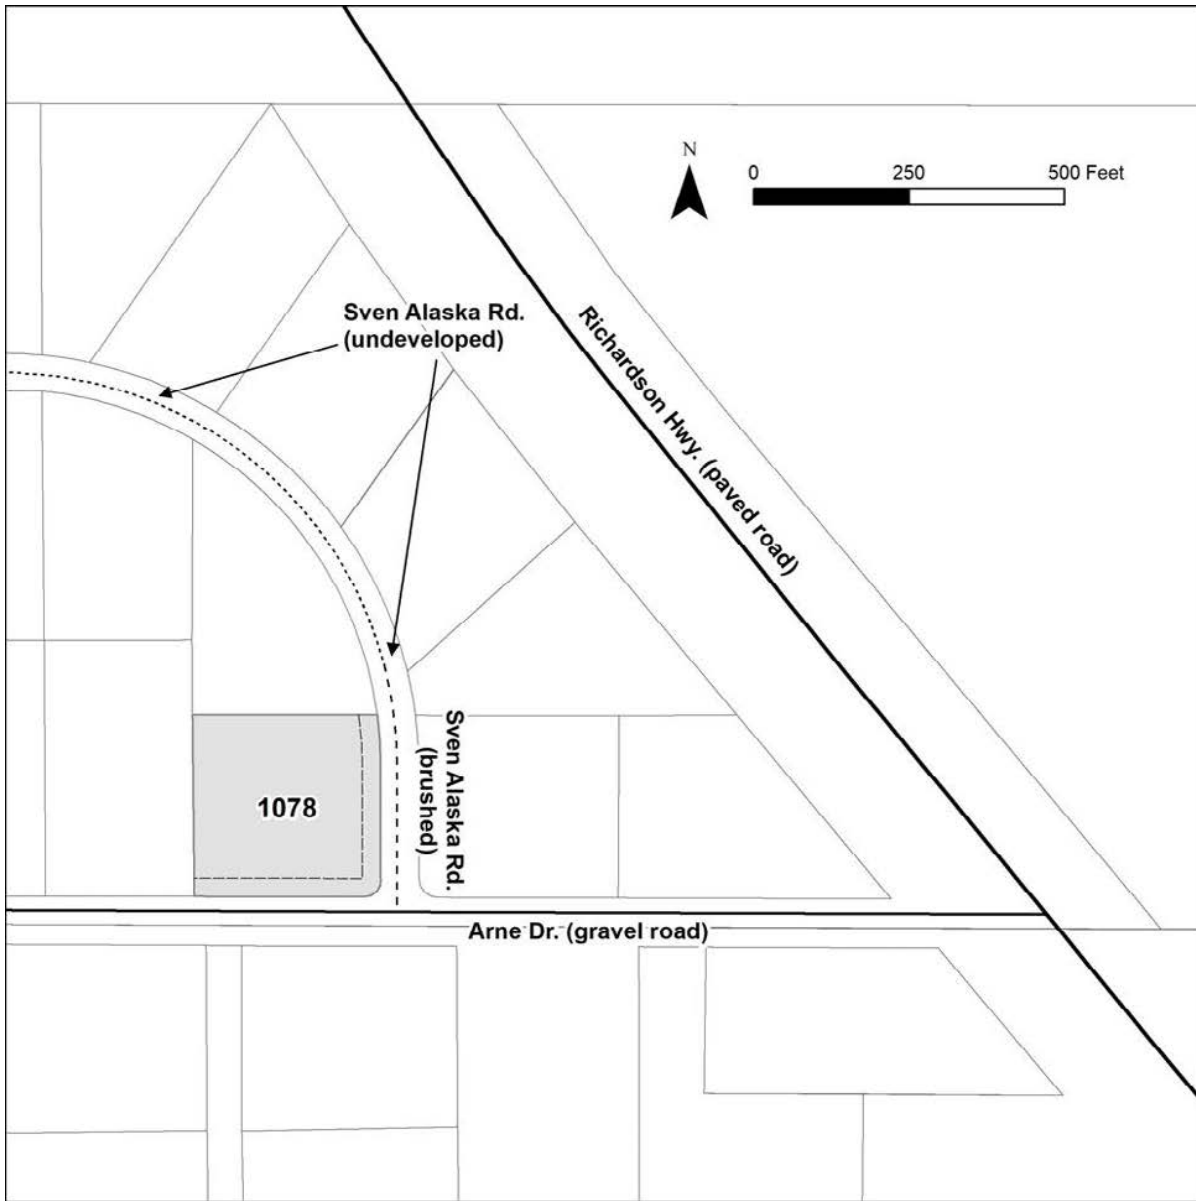 N
0 250 500 Feet
Sven Alaska Rd.
(undeveloped)
Richardson Hwy. (paved road)
Sven Alaska Rd.
(brushed)
1078
Arne Dr. (gravel road)